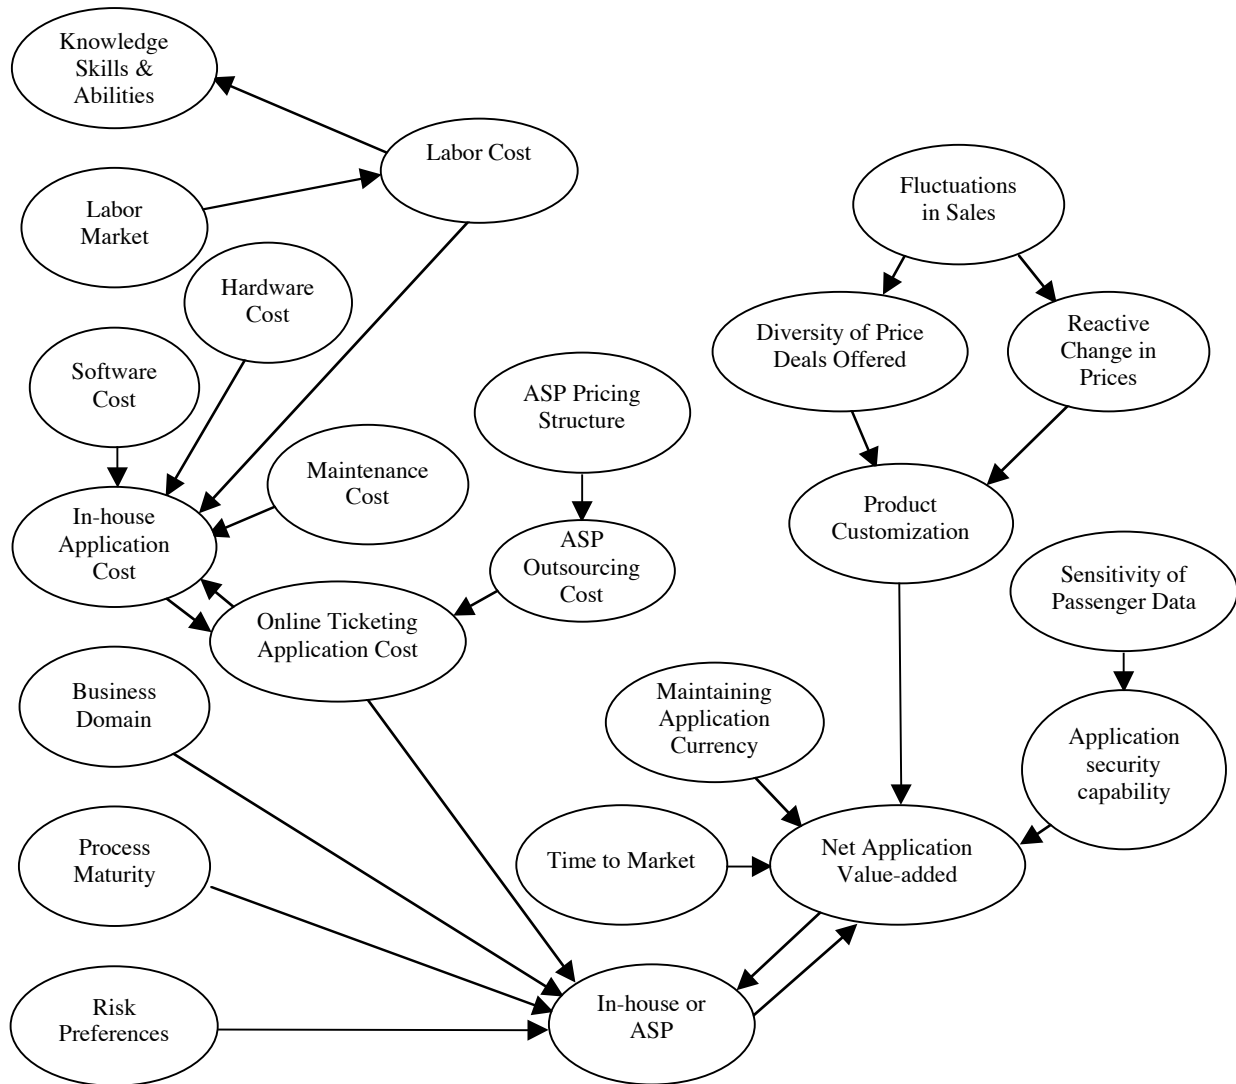 Knowledge
Skills &
Abilities
Labor Cost
Labor
Market
Fluctuations
in Sales
Hardware
Cost
Software
Cost
Diversity of Price
Deals Offered
Reactive
Change in
Prices
ASP Pricing
Structure
Maintenance
Cost
In-house
Application
Cost
ASP
Outsourcing
Cost
Product
Customization
Sensitivity of
Passenger Data
Online Ticketing
Application Cost
Business
Domain
Maintaining
Application
Currency
Application
security
capability
Process
Maturity
Time to Market
Net Application
Value-added
Risk
Preferences
In-house or
ASP